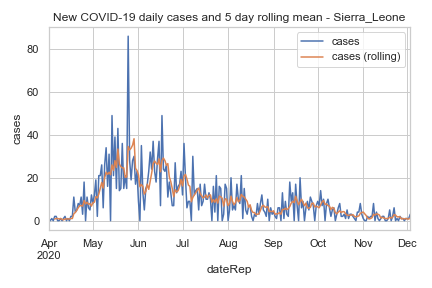 New COVID-19 daily cases and 5 day rolling mean - Sierra_Leone
cases
cases (rolling)
cases
80
60
40
20
0
Apr May Jun Jul Aug Sep Oct Nov Dec
2020
dateRep